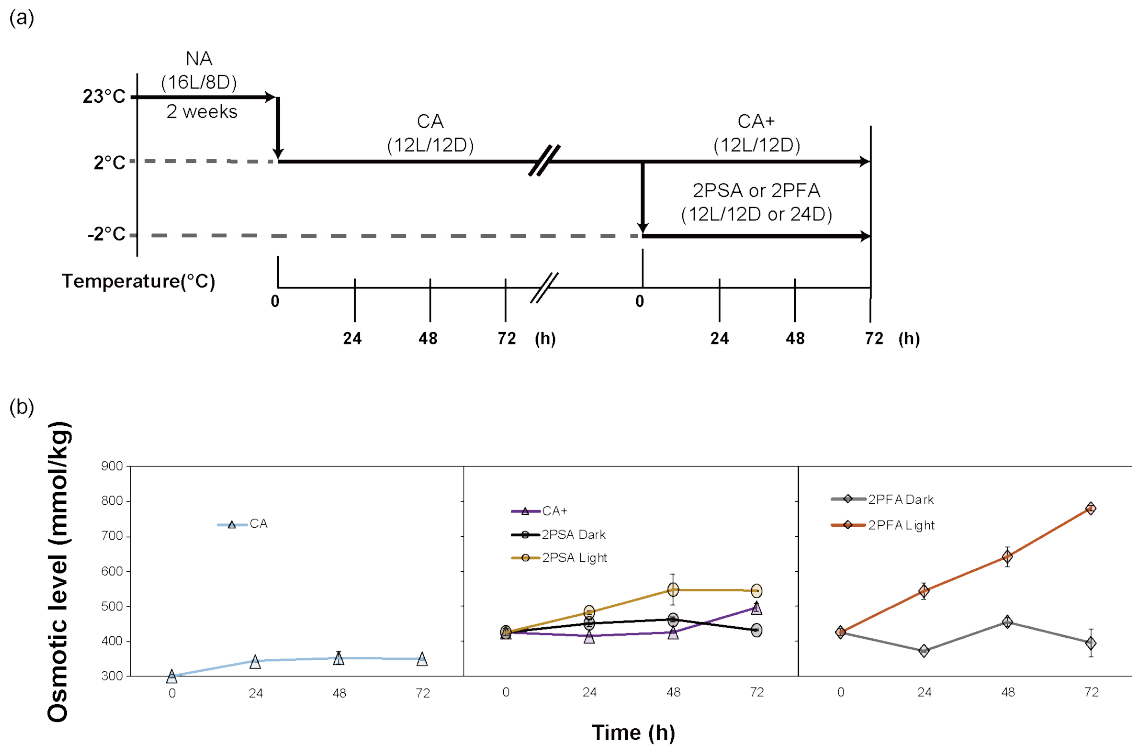 (a)
NA
(16L/8D)
23°C
2 weeks
CA
(12L/12D)
CA+
(12L/12D)
2°C
2PSA or 2PFA
(12L/12D or 24D)
-2°C
Temperature(°C)
0
0
24
48
72
(h)
24
48
72
(h)
(b)
Osmotic level (mmol/kg)
900
800
700
600
500
400
300
CA
CA+
2PSA Dark
2PSA Light
2PFA Dark
2PFA Light
0
24
48
72
0
24
48
72
0
24
48
72
Time (h)